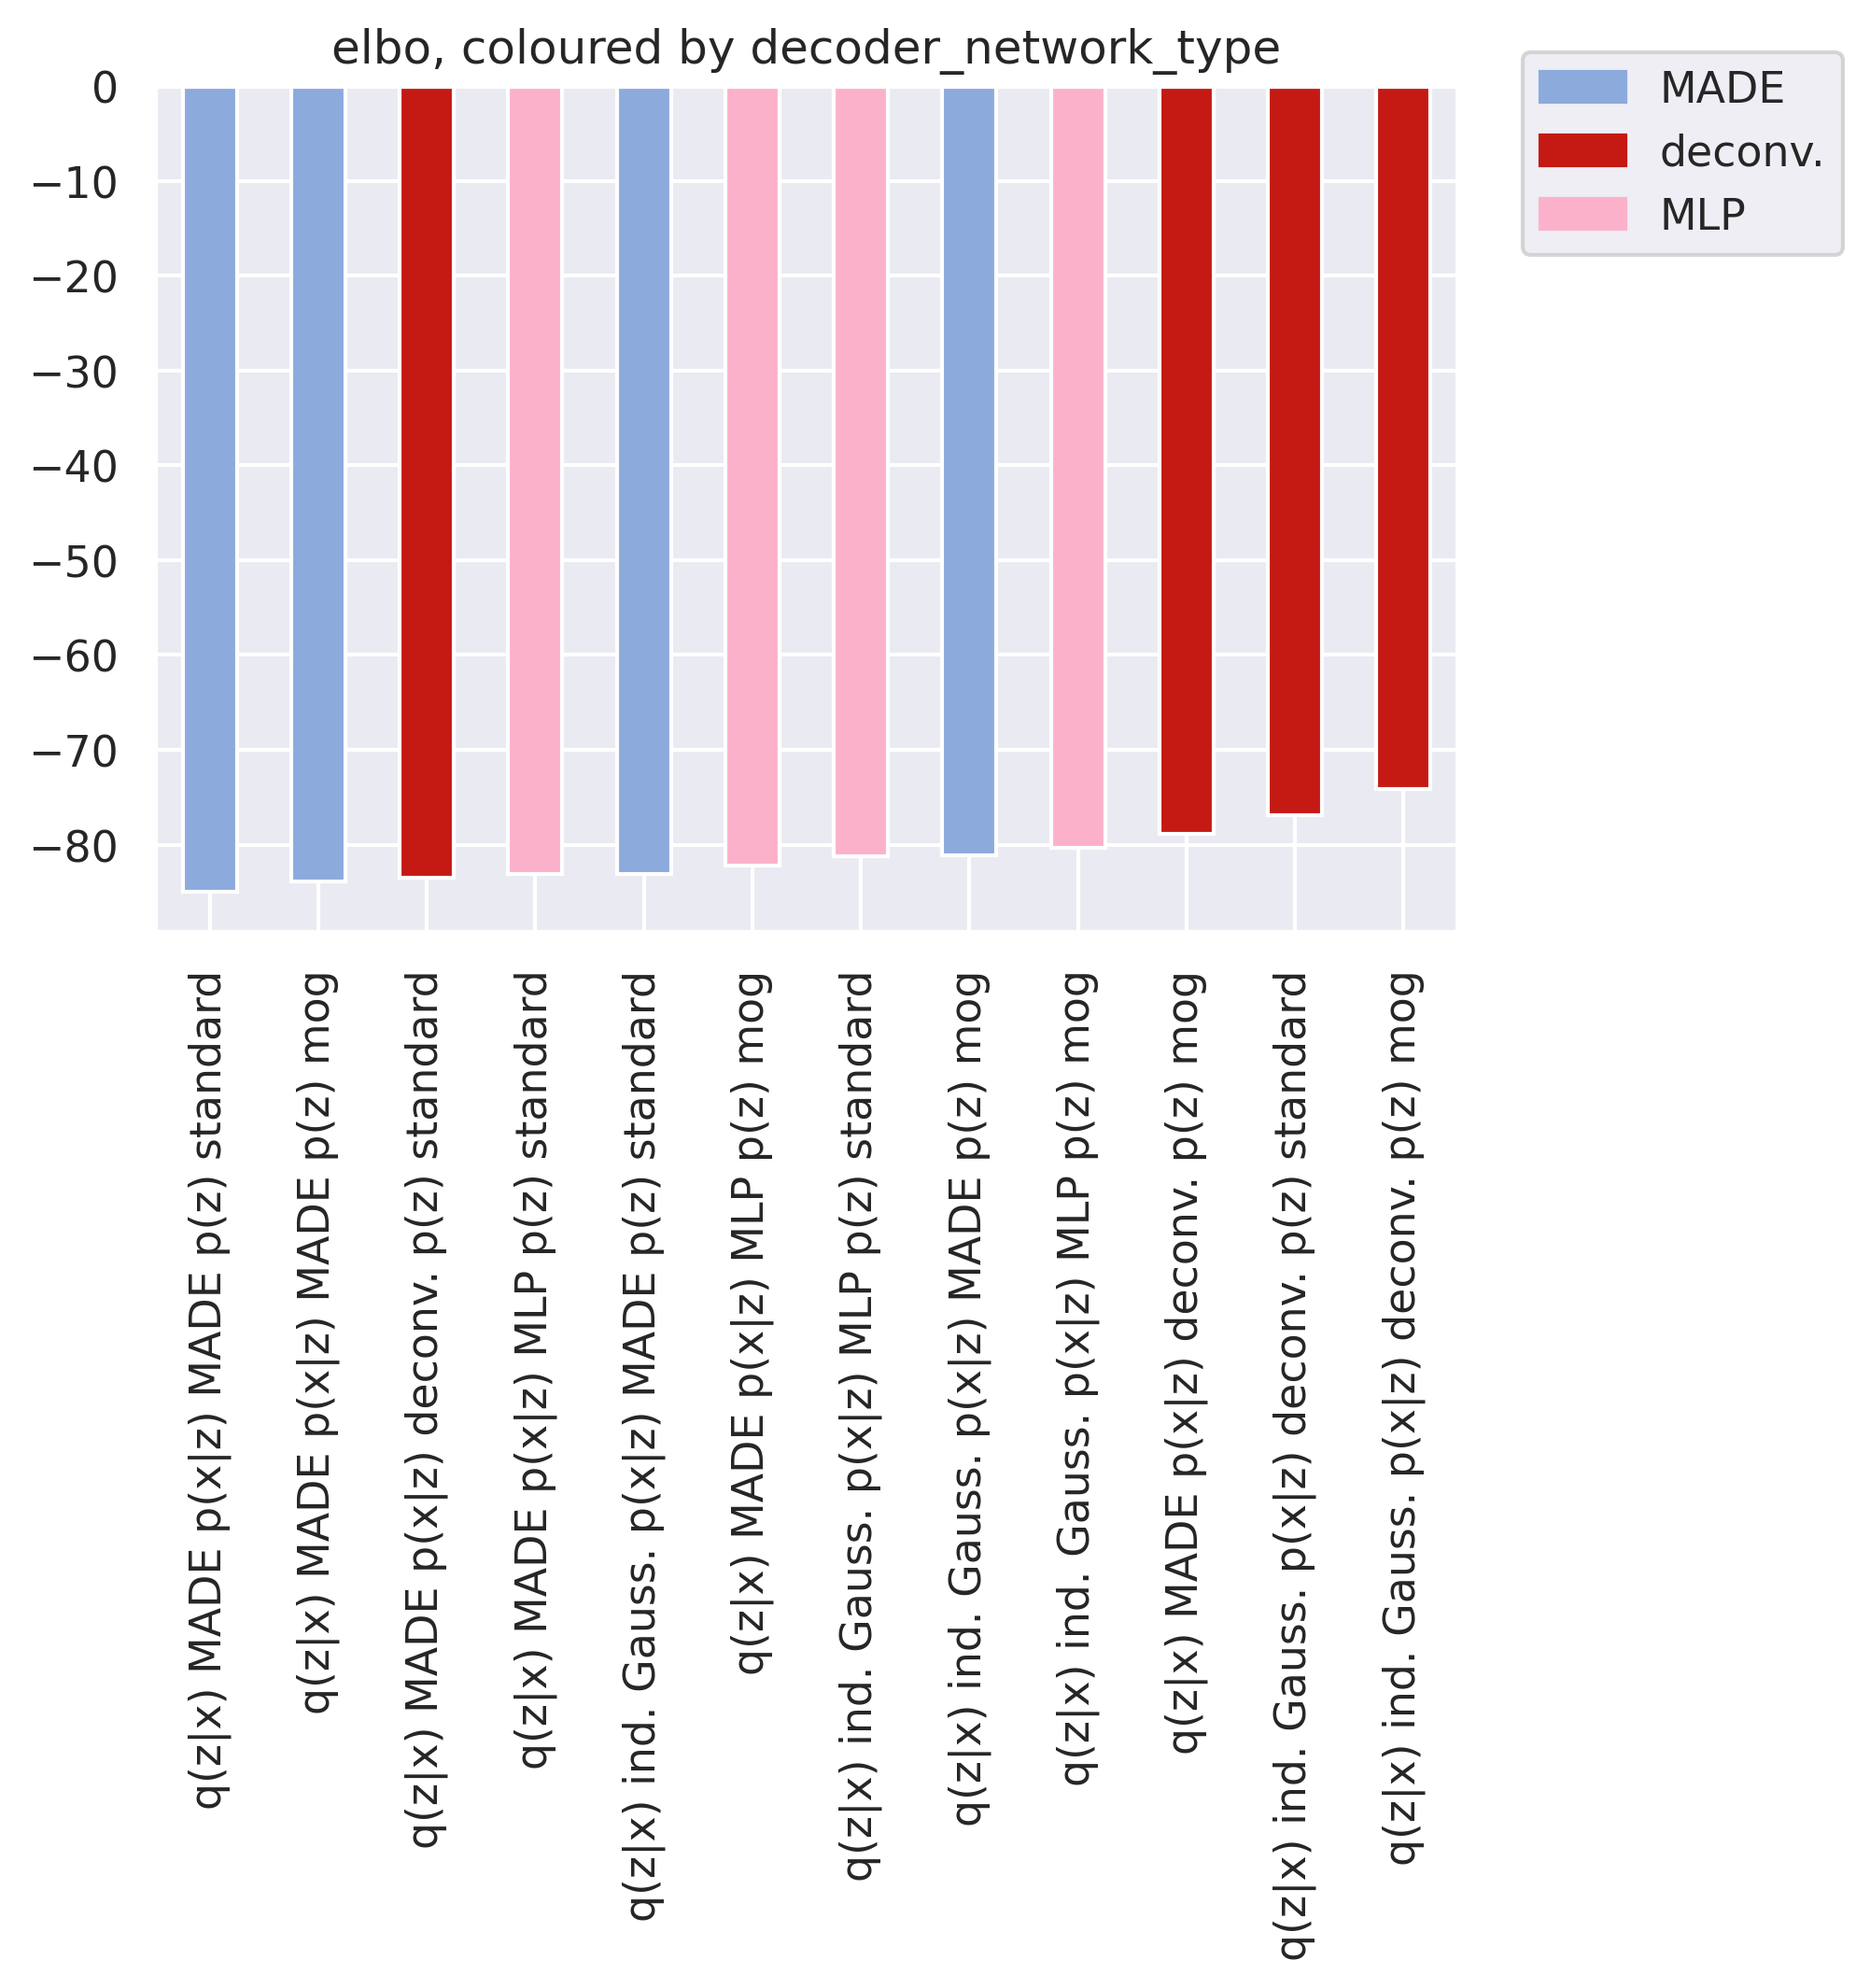 elbo, coloured by decoder_network_type
MADE
deconv.
MLP
0
−10
−20
−30
−40
−50
−60
−70
−80
q(z|x) MADE p(x|z) MADE p(z) standard
q(z|x) MADE p(x|z) MADE p(z) mog
q(z|x) MADE p(x|z) deconv. p(z) standard
q(z|x) MADE p(x|z) MLP p(z) standard
q(z|x) ind. Gauss. p(x|z) MADE p(z) standard
q(z|x) MADE p(x|z) MLP p(z) mog
q(z|x) ind. Gauss. p(x|z) MLP p(z) standard
q(z|x) ind. Gauss. p(x|z) MADE p(z) mog
q(z|x) ind. Gauss. p(x|z) MLP p(z) mog
q(z|x) MADE p(x|z) deconv. p(z) mog
q(z|x) ind. Gauss. p(x|z) deconv. p(z) standard
q(z|x) ind. Gauss. p(x|z) deconv. p(z) mog